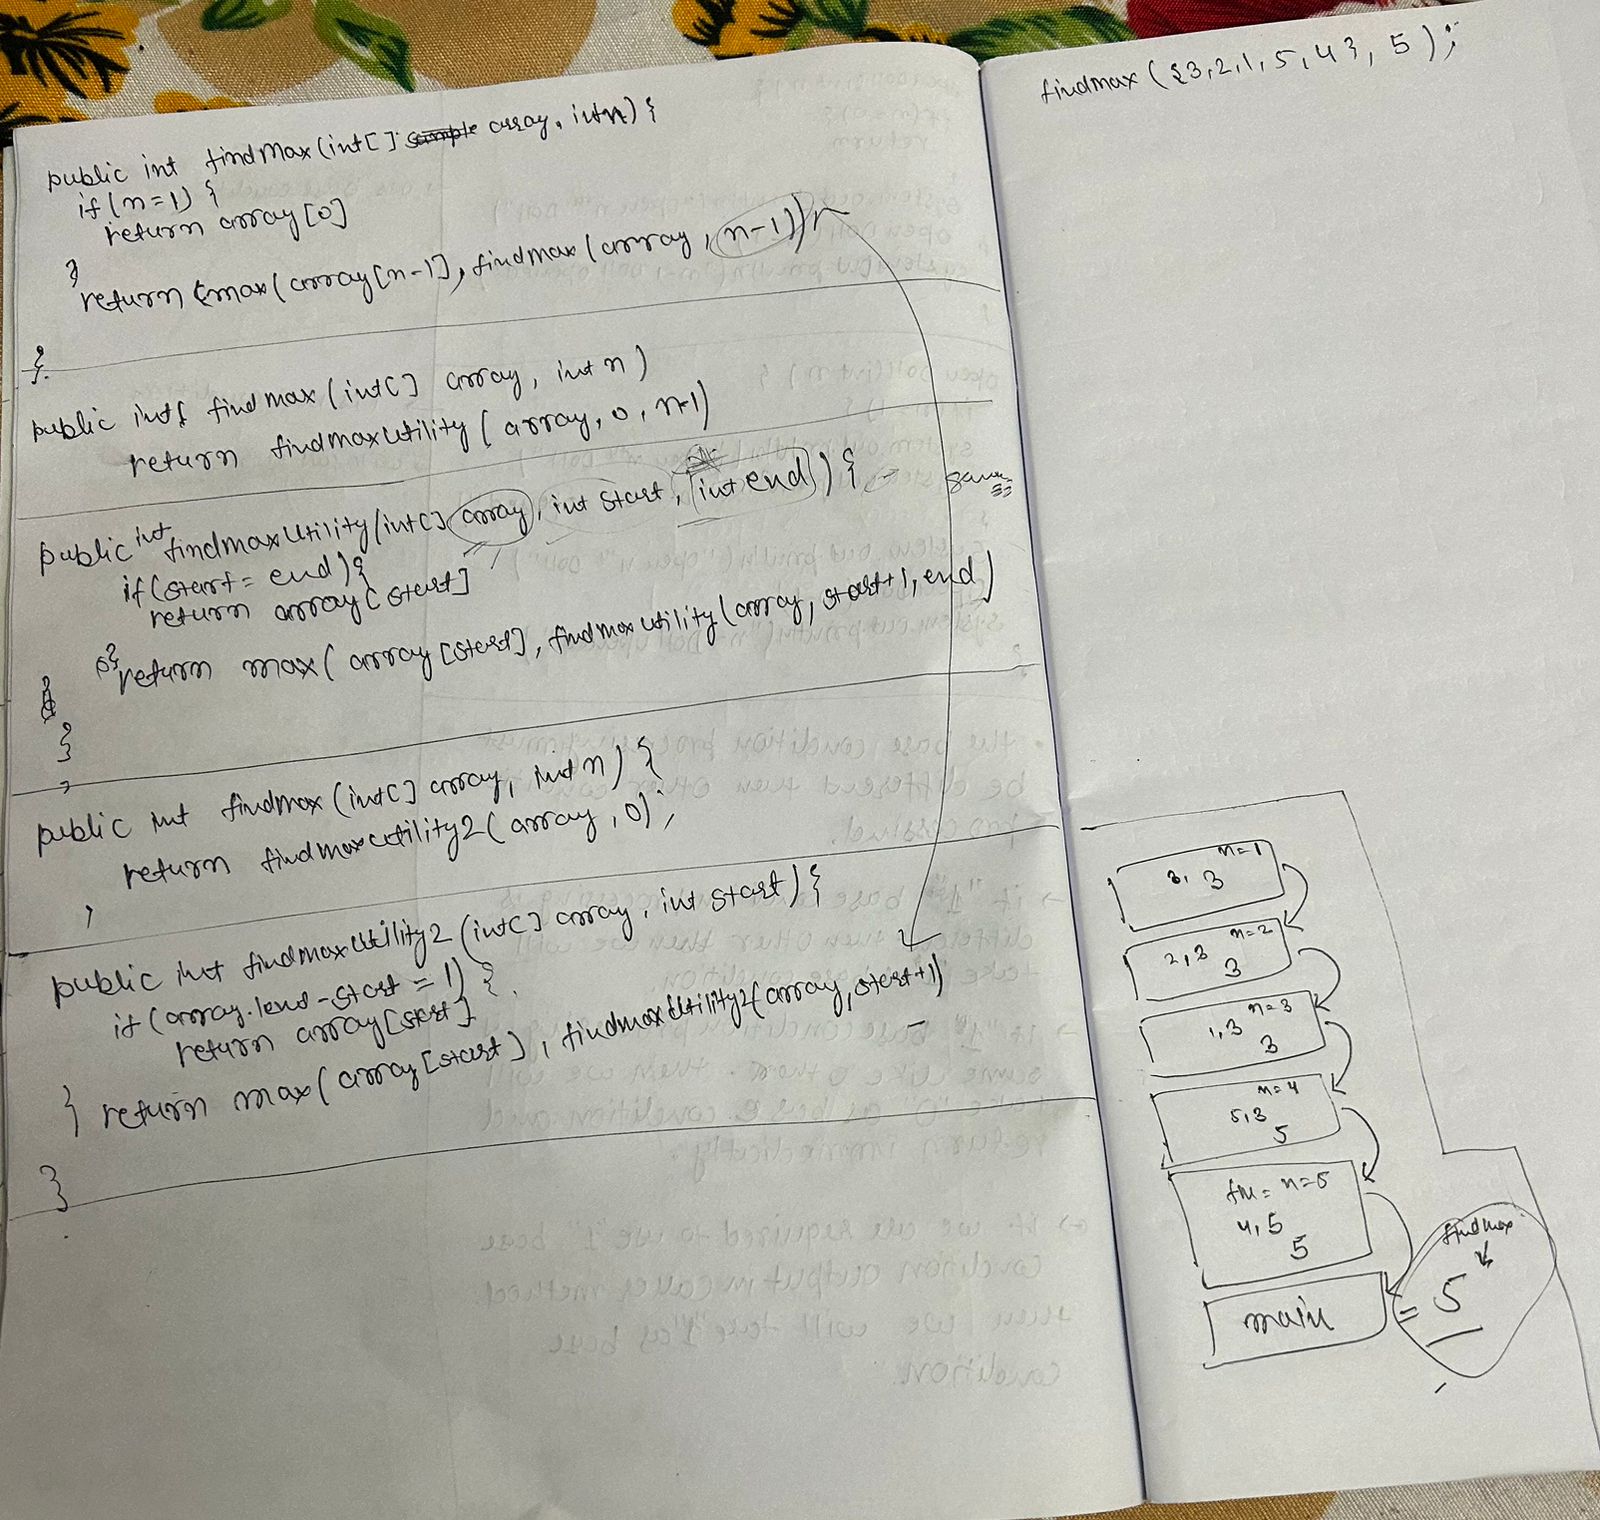 public int findMax(int[] array, int n) {
if(n=1) {
return array[0]
}
return max(array[n-1], findmax(array, n-1))
}
public int findmax(int[] array, int n)
return findmaxUtility(array, 0, n-1)
public int findmaxUtility(int[] array, int start, int end) { same
if(start = end) {
return array[start]
}
return max(array[start], findmaxUtility(array, start+1, end)
}
public int findmax(int[] array, int n) {
return findmaxUtility2(array, 0);
}
public int findmaxUtility2(int[] array, int start) {
if(array.lend-start = 1) {
return array[start]
} return max(array[start], findmaxUtility2(array, start+1)
}
findmax({3,2,1,5,4}, 5);
n=1
3, 3
n=2
2,3
3
n=3
1,3
3
n=4
5,3
5
fm= n=5
4,5
5
main
findmax
= 5